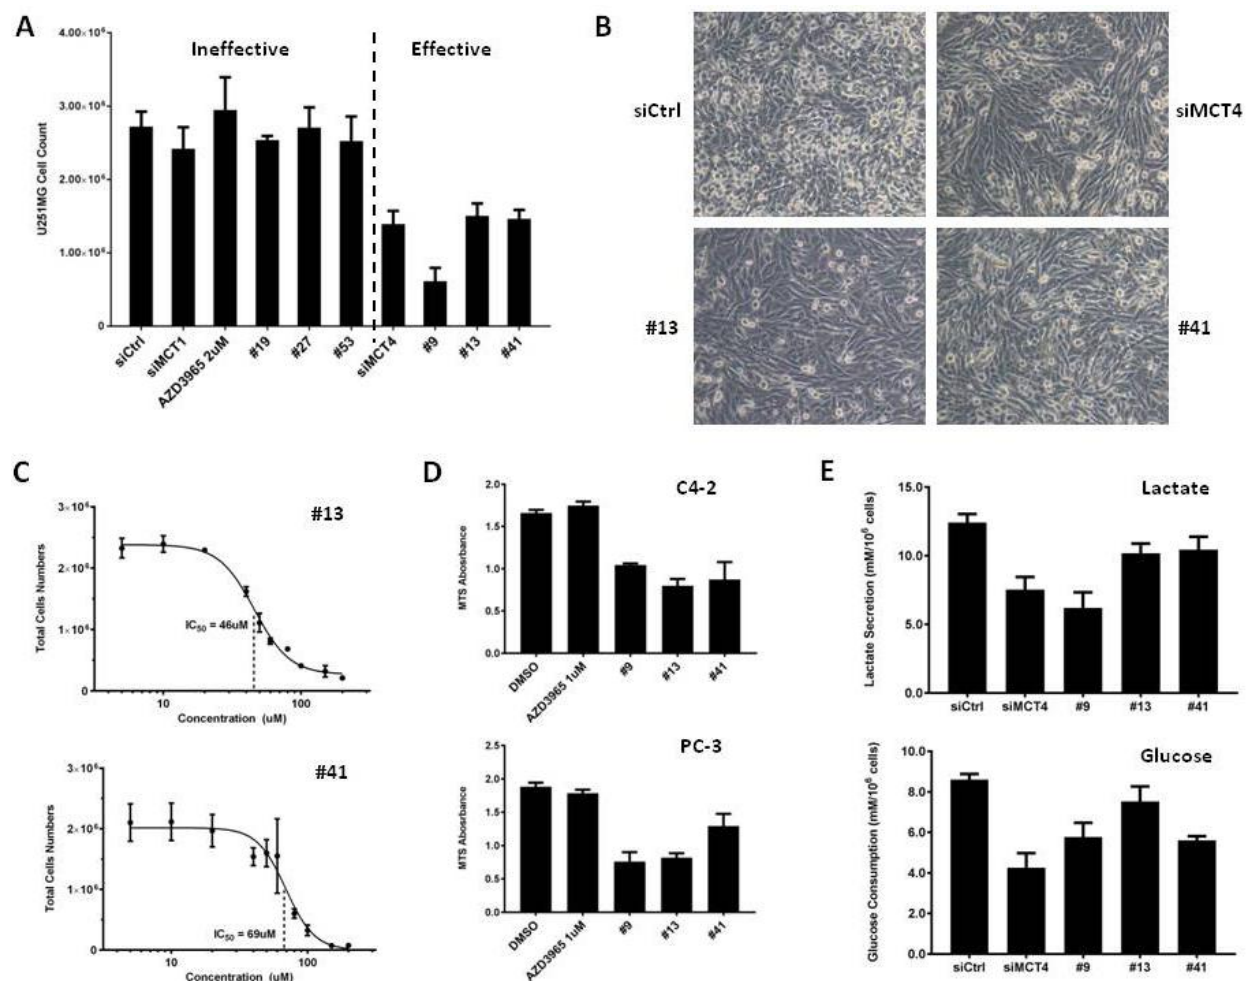 A
Ineffective
Effective
U251MG Cell Count
4.00×10⁶
3.00×10⁶
2.00×10⁶
1.00×10⁶
0
siCtrl
siMCT1
AZD3965 2uM
#19
#27
#53
siMCT4
#9
#13
#41
B
siCtrl
siMCT4
#13
#41
C
#13
Total Cells Numbers
3×10⁶
2×10⁶
1×10⁶
0
IC₅₀ = 46uM
10
100
Concentration (uM)
#41
Total Cells Numbers
3×10⁶
2×10⁶
1×10⁶
0
IC₅₀ = 69uM
10
100
Concentration (uM)
D
C4-2
MTS Abosrbance
2.0
1.5
1.0
0.5
0.0
DMSO
AZD3965 1uM
#9
#13
#41
PC-3
MTS Abosrbance
2.5
2.0
1.5
1.0
0.5
0.0
DMSO
AZD3965 1uM
#9
#13
#41
E
Lactate
Lactate Secretion (mM/10⁶ cells)
15.0
10.0
5.0
0.0
siCtrl
siMCT4
#9
#13
#41
Glucose
Glucose Consumption (mM/10⁶ cells)
10.0
8.0
6.0
4.0
2.0
0.0
siCtrl
siMCT4
#9
#13
#41